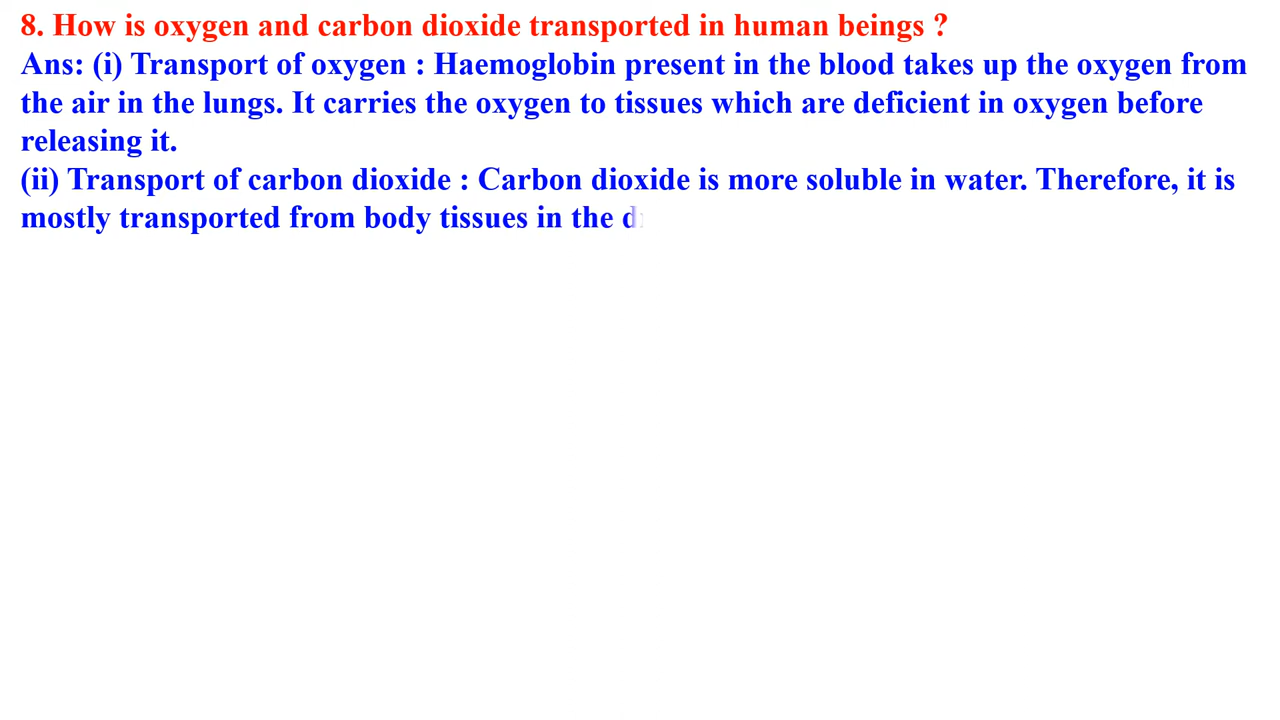 8. How is oxygen and carbon dioxide transported in human beings ?
Ans: (i) Transport of oxygen : Haemoglobin present in the blood takes up the oxygen from
the air in the lungs. It carries the oxygen to tissues which are deficient in oxygen before
releasing it.
(ii) Transport of carbon dioxide : Carbon dioxide is more soluble in water. Therefore, it is
mostly transported from body tissues in the